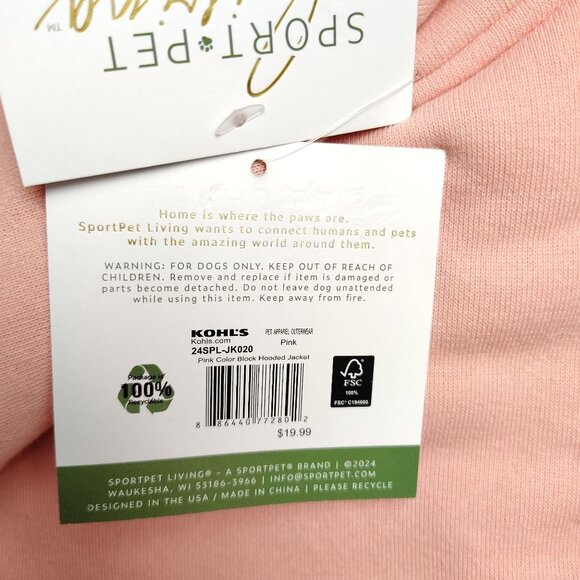 SPORT PET
Living™
Home is where the paws are.
SportPet Living wants to connect humans and pets
with the amazing world around them.
WARNING: FOR DOGS ONLY. KEEP OUT OF REACH OF
CHILDREN. Remove and replace if item is damaged or
parts become detached. Do not leave dog unattended
while using this item. Keep away from fire.
KOHL'S PET APPAREL OUTERWEAR
Kohls.com Pink
24SPL-JK020
Pink Color Block Hooded Jacket
Package is
100%
Recyclable
FSC
100%
FSC® C184660
8 86440 77280 2
$19.99
SPORTPET LIVING® - A SPORTPET® BRAND | ©2024
WAUKESHA, WI 53186-3966 | INFO@SPORTPET.COM
DESIGNED IN THE USA / MADE IN CHINA | PLEASE RECYCLE